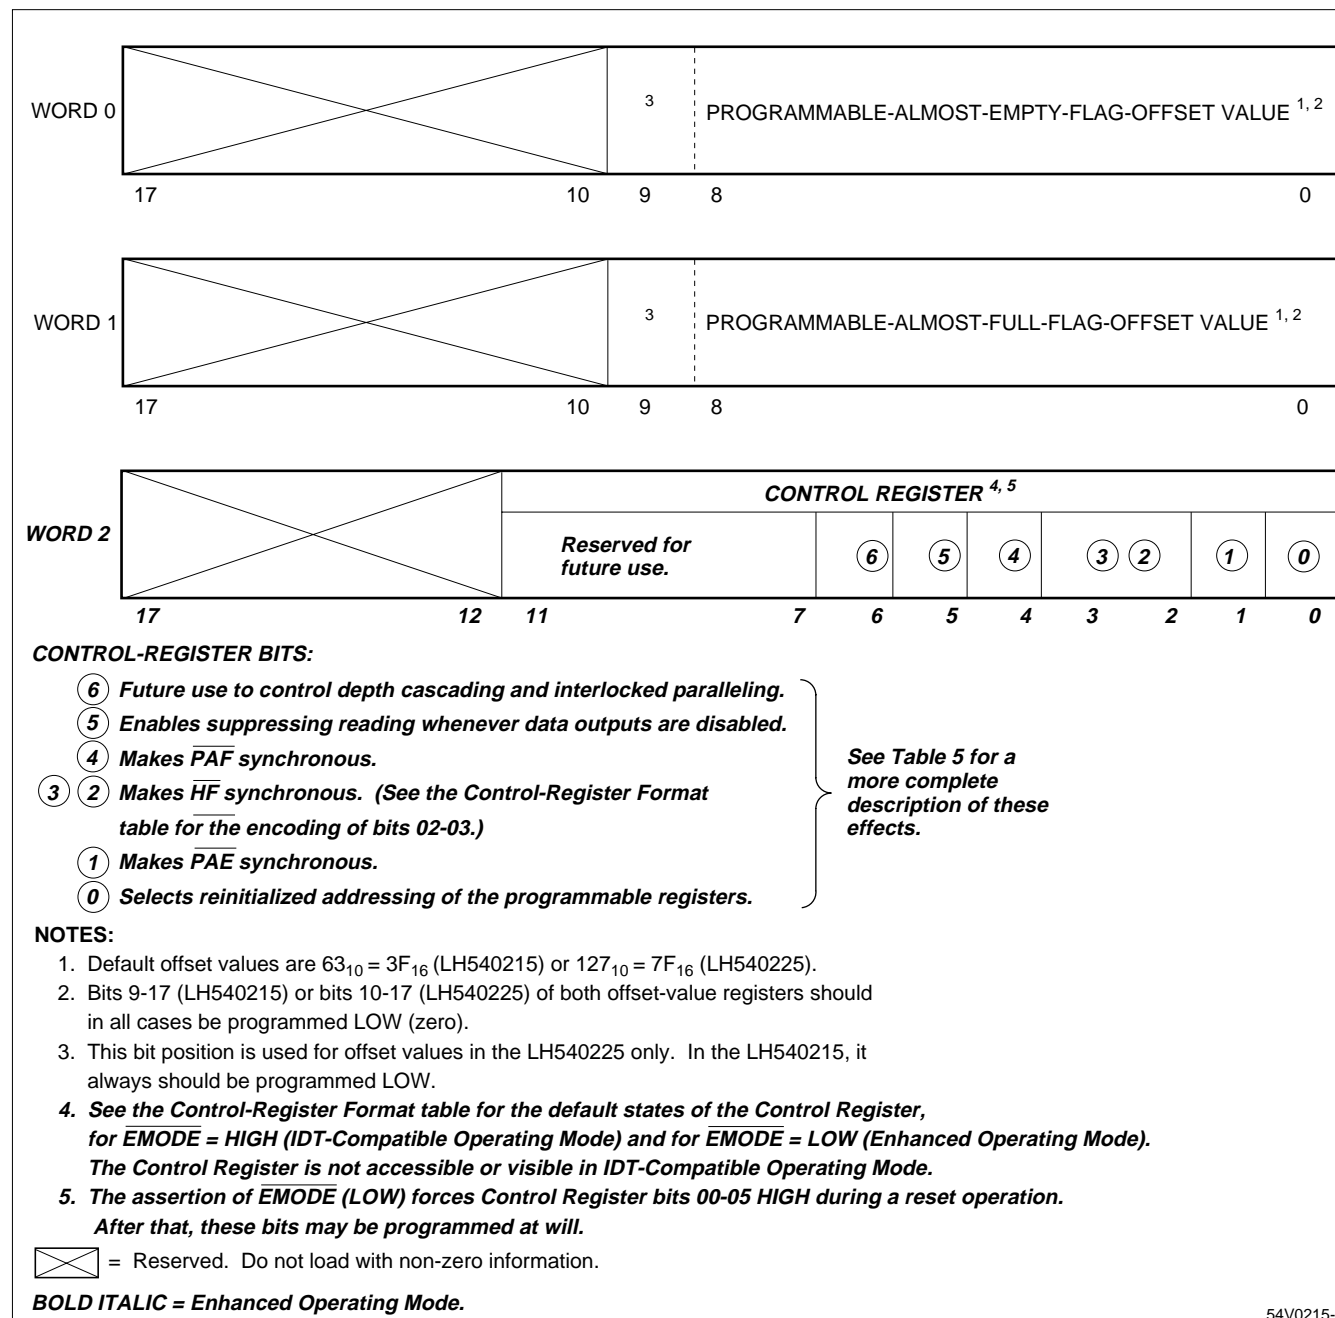 WORD 0
3
PROGRAMMABLE-ALMOST-EMPTY-FLAG-OFFSET VALUE 1, 2
17 10 9 8 0
WORD 1
3
PROGRAMMABLE-ALMOST-FULL-FLAG-OFFSET VALUE 1, 2
17 10 9 8 0
CONTROL REGISTER 4, 5
WORD 2
Reserved for
future use.
6 5 4 3 2 1 0
17 12 11 7 6 5 4 3 2 1 0
CONTROL-REGISTER BITS:
6 Future use to control depth cascading and interlocked paralleling.
5 Enables suppressing reading whenever data outputs are disabled.
4 Makes P̅A̅F̅ synchronous.
3 2 Makes H̅F̅ synchronous. (See the Control-Register Format
table for the encoding of bits 02-03.)
1 Makes P̅A̅E̅ synchronous.
0 Selects reinitialized addressing of the programmable registers.
See Table 5 for a
more complete
description of these
effects.
NOTES:
1. Default offset values are 63₁₀ = 3F₁₆ (LH540215) or 127₁₀ = 7F₁₆ (LH540225).
2. Bits 9-17 (LH540215) or bits 10-17 (LH540225) of both offset-value registers should
in all cases be programmed LOW (zero).
3. This bit position is used for offset values in the LH540225 only. In the LH540215, it
always should be programmed LOW.
4. See the Control-Register Format table for the default states of the Control Register,
for E̅M̅O̅D̅E̅ = HIGH (IDT-Compatible Operating Mode) and for E̅M̅O̅D̅E̅ = LOW (Enhanced Operating Mode).
The Control Register is not accessible or visible in IDT-Compatible Operating Mode.
5. The assertion of E̅M̅O̅D̅E̅ (LOW) forces Control Register bits 00-05 HIGH during a reset operation.
After that, these bits may be programmed at will.
= Reserved. Do not load with non-zero information.
BOLD ITALIC = Enhanced Operating Mode.
54V0215-